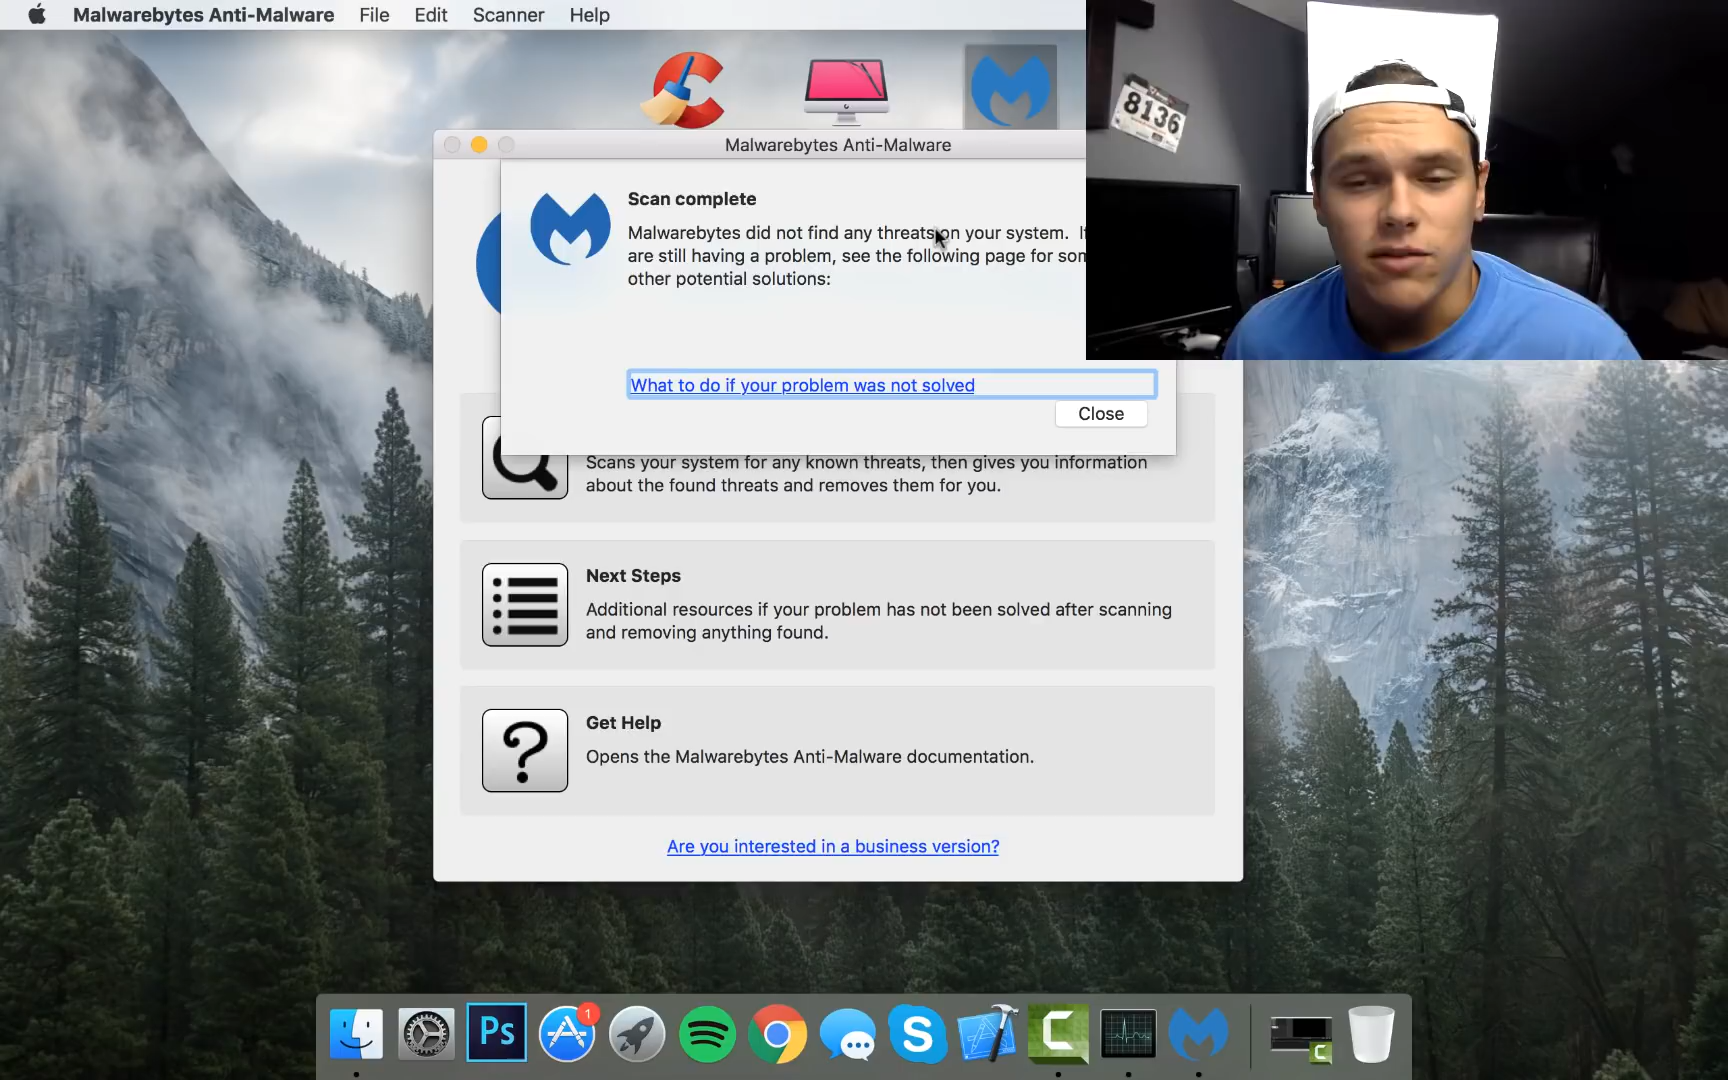 Malwarebytes Anti-Malware File Edit Scanner Help
8136
Malwarebytes Anti-Malware
Scan complete
Malwarebytes did not find any threats on your system. If
are still having a problem, see the following page for som
other potential solutions:
What to do if your problem was not solved
Close
Scans your system for any known threats, then gives you information
about the found threats and removes them for you.
Next Steps
Additional resources if your problem has not been solved after scanning
and removing anything found.
Get Help
Opens the Malwarebytes Anti-Malware documentation.
Are you interested in a business version?
Ps
1